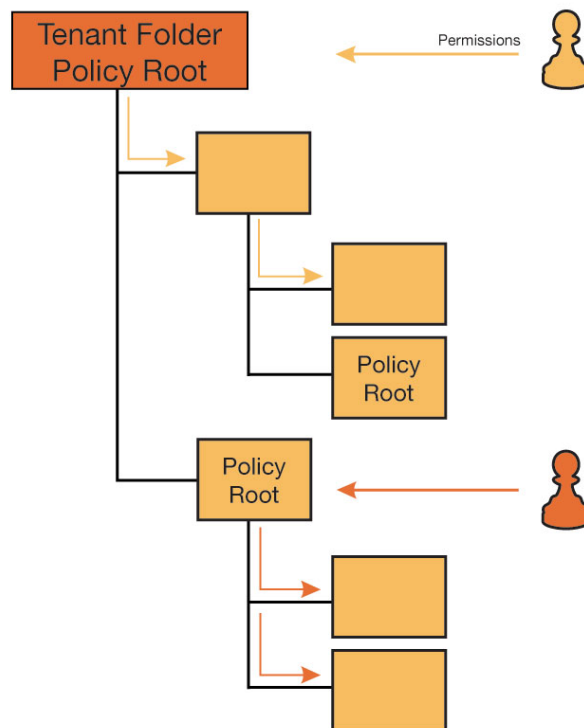 Tenant Folder
Policy Root
Permissions
Policy
Root
Policy
Root